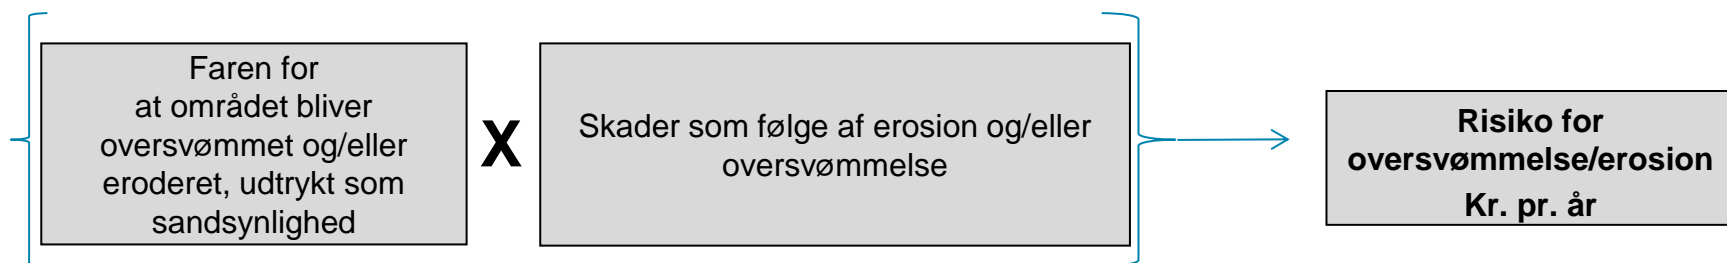 Faren for
at området bliver
oversvømmet og/eller
eroderet, udtrykt som
sandsynlighed
X
Skader som følge af erosion og/eller
oversvømmelse
Risiko for
oversvømmelse/erosion
Kr. pr. år